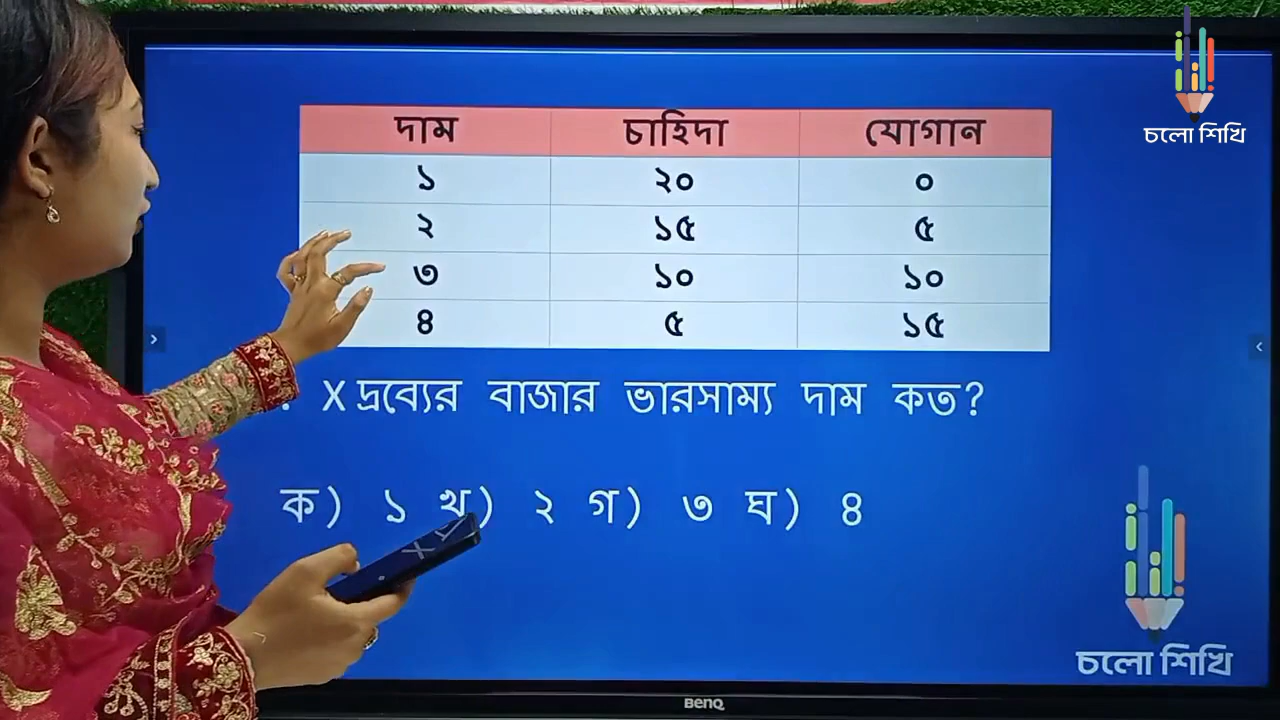 চলো শিখি
দাম চাহিদা যোগান
১ ২০ ০
২ ১৫ ৫
৩ ১০ ১০
৪ ৫ ১৫
: X দ্রব্যের বাজার ভারসাম্য দাম কত?
ক) ১ খ) ২ গ) ৩ ঘ) ৪
চলো শিখি
BenQ